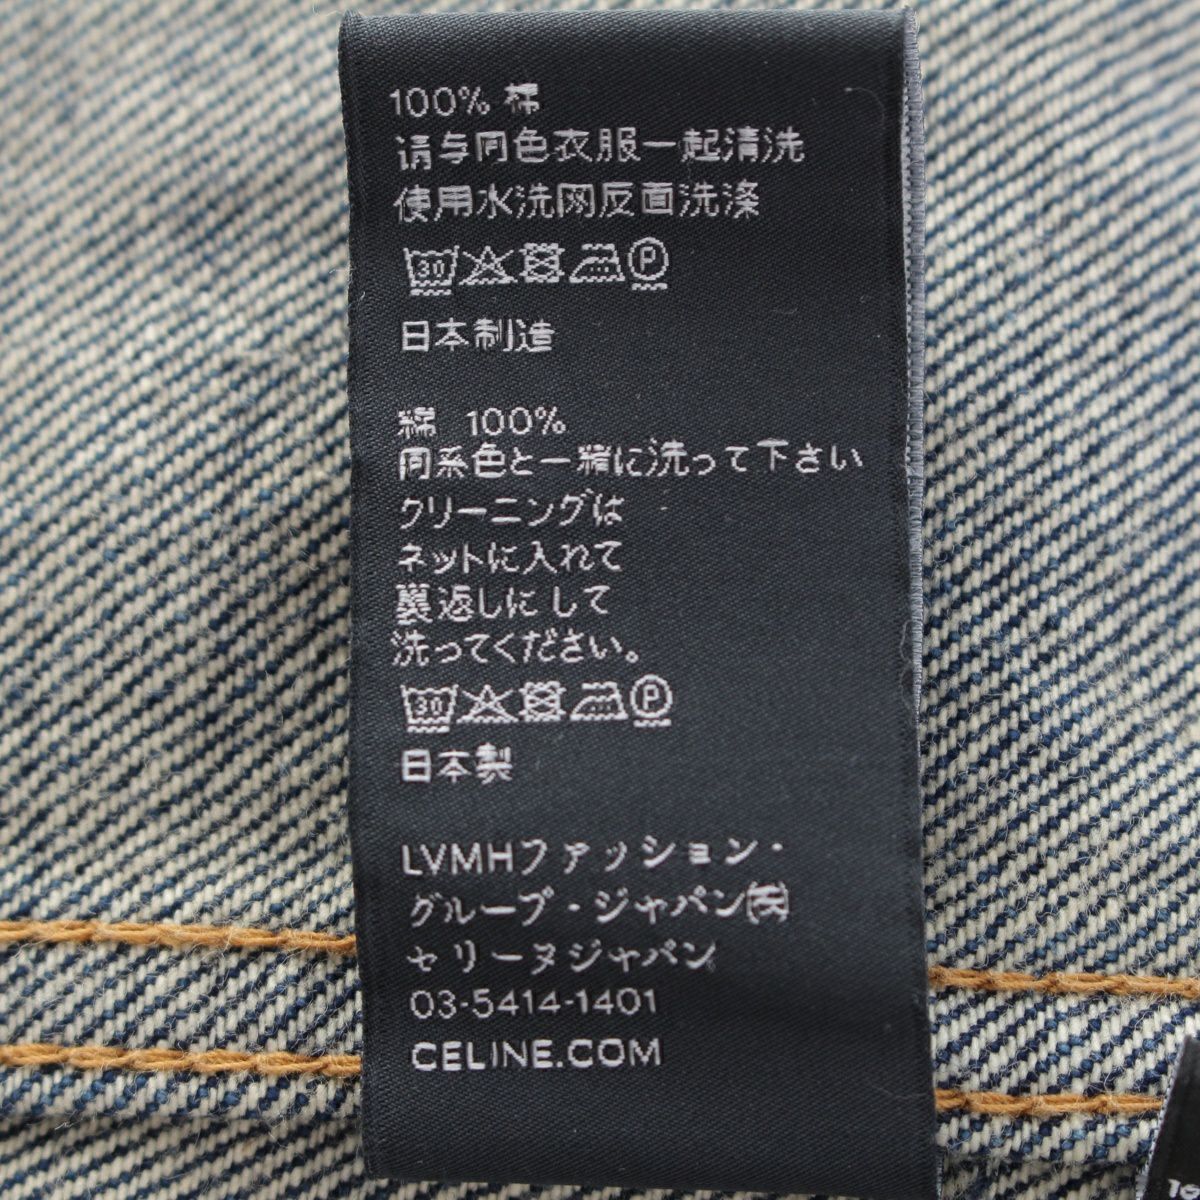 100% 棉
请与同色衣服一起清洗
使用水洗网反面洗涤
30 P
日本制造
綿 100%
同系色と一緒に洗って下さい
クリーニングは
ネットに入れて
裏返しにして
洗ってください。
30 P
日本製
LVMHファッション・
グループ・ジャパン㈱
セリーヌジャパン
03-5414-1401
CELINE.COM